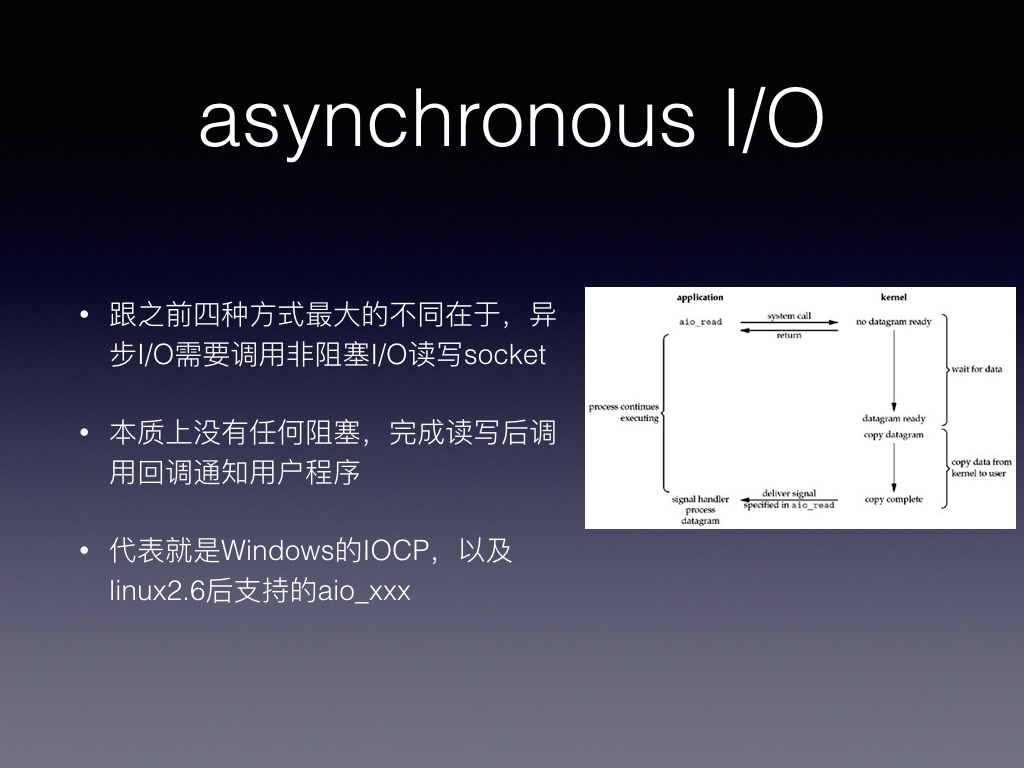 asynchronous I/O
• 跟之前四种方式最大的不同在于，异
步I/O需要调用非阻塞I/O读写socket
• 本质上没有任何阻塞，完成读写后调
用回调通知用户程序
• 代表就是Windows的IOCP，以及
linux2.6后支持的aio_xxx
application
kernel
aio_read
system call
return
no datagram ready
wait for data
process continues
executing
datagram ready
copy datagram
copy data from
kernel to user
signal handler
process
datagram
deliver signal
specified in aio_read
copy complete